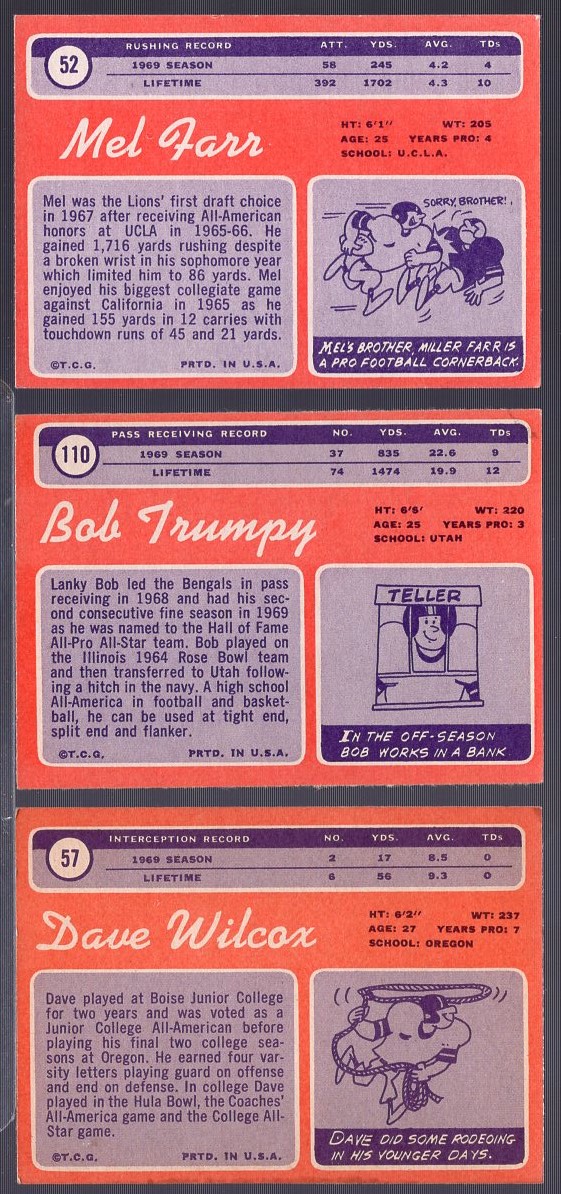 52
RUSHING RECORD ATT. YDS. AVG. TDs
1969 SEASON 58 245 4.2 4
LIFETIME 392 1702 4.3 10
Mel Farr
HT: 6'1" WT: 205
AGE: 25 YEARS PRO: 4
SCHOOL: U.C.L.A.
Mel was the Lions' first draft choice
in 1967 after receiving All-American
honors at UCLA in 1965-66. He
gained 1,716 yards rushing despite
a broken wrist in his sophomore year
which limited him to 86 yards. Mel
enjoyed his biggest collegiate game
against California in 1965 as he
gained 155 yards in 12 carries with
touchdown runs of 45 and 21 yards.
©T.C.G. PRTD. IN U.S.A.
SORRY, BROTHER!
MEL'S BROTHER, MILLER FARR IS
A PRO FOOTBALL CORNERBACK.
110
PASS RECEIVING RECORD NO. YDS. AVG. TDs
1969 SEASON 37 835 22.6 9
LIFETIME 74 1474 19.9 12
Bob Trumpy
HT: 6'6' WT: 220
AGE: 25 YEARS PRO: 3
SCHOOL: UTAH
Lanky Bob led the Bengals in pass
receiving in 1968 and had his sec-
ond consecutive fine season in 1969
as he was named to the Hall of Fame
All-Pro All-Star team. Bob played on
the Illinois 1964 Rose Bowl team
and then transferred to Utah follow-
ing a hitch in the navy. A high school
All-America in football and basket-
ball, he can be used at tight end,
split end and flanker.
©T.C.G. PRTD. IN U.S.A.
TELLER
IN THE OFF-SEASON
BOB WORKS IN A BANK
57
INTERCEPTION RECORD NO. YDS. AVG. TDs
1969 SEASON 2 17 8.5 0
LIFETIME 6 56 9.3 0
Dave Wilcox
HT: 6'2" WT: 237
AGE: 27 YEARS PRO: 7
SCHOOL: OREGON
Dave played at Boise Junior College
for two years and was voted as a
Junior College All-American before
playing his final two college sea-
sons at Oregon. He earned four var-
sity letters playing guard on offense
and end on defense. In college Dave
played in the Hula Bowl, the Coaches'
All-America game and the College All-
Star game.
©T.C.G. PRTD. IN U.S.A.
DAVE DID SOME RODEOING
IN HIS YOUNGER DAYS.